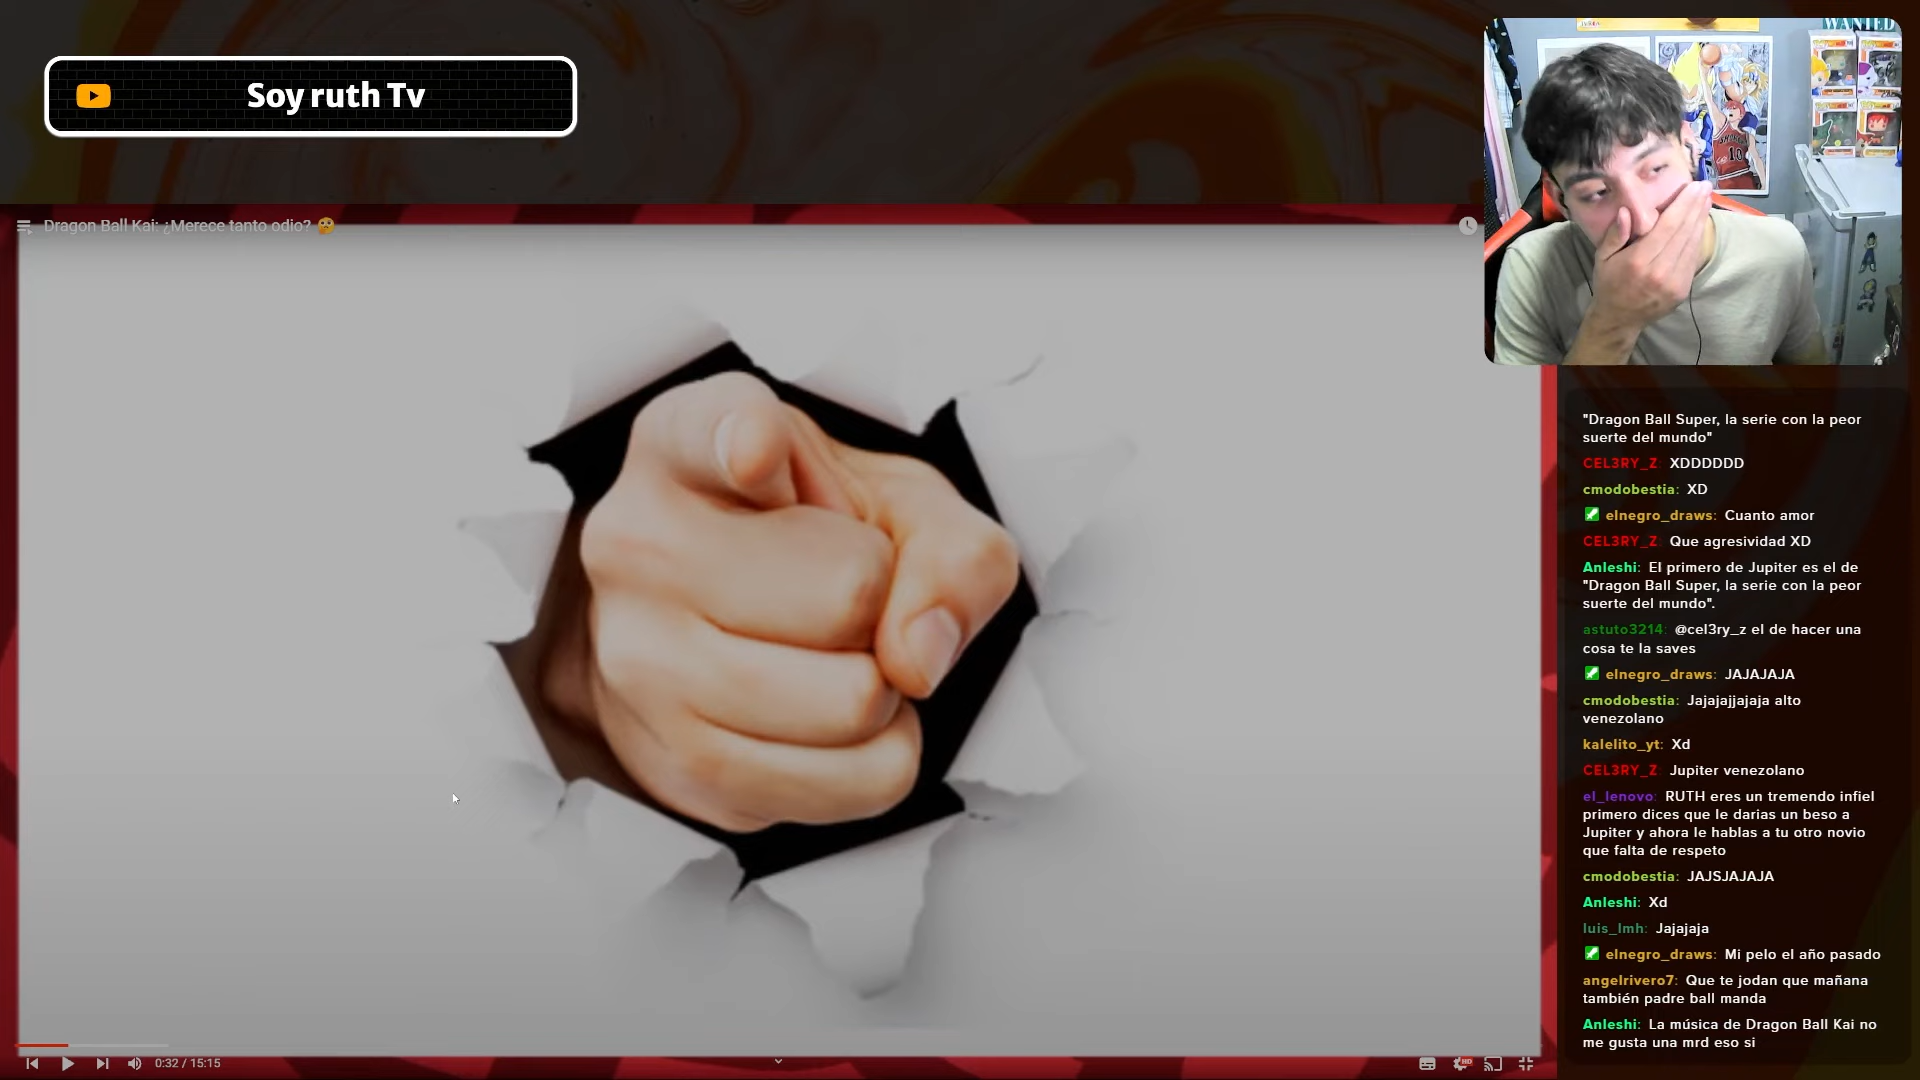 Soy ruth Tv
WANTED
Dragon Ball Kai: ¿Merece tanto odio? 🤔
10
"Dragon Ball Super, la serie con la peor
suerte del mundo"
CEL3RY_Z: XDDDDDD
cmodobestia: XD
elnegro_draws: Cuanto amor
CEL3RY_Z: Que agresividad XD
Anleshi: El primero de Jupiter es el de
"Dragon Ball Super, la serie con la peor
suerte del mundo".
astuto3214: @cel3ry_z el de hacer una
cosa te la saves
elnegro_draws: JAJAJAJA
cmodobestia: Jajajajjajaja alto
venezolano
kalelito_yt: Xd
CEL3RY_Z: Jupiter venezolano
el_lenovo: RUTH eres un tremendo infiel
primero dices que le darias un beso a
Jupiter y ahora le hablas a tu otro novio
que falta de respeto
cmodobestia: JAJSJAJAJA
Anleshi: Xd
luis_lmh: Jajajaja
elnegro_draws: Mi pelo el año pasado
angelrivero7: Que te jodan que mañana
también padre ball manda
Anleshi: La música de Dragon Ball Kai no
me gusta una mrd eso si
0:32 / 15:15
HD